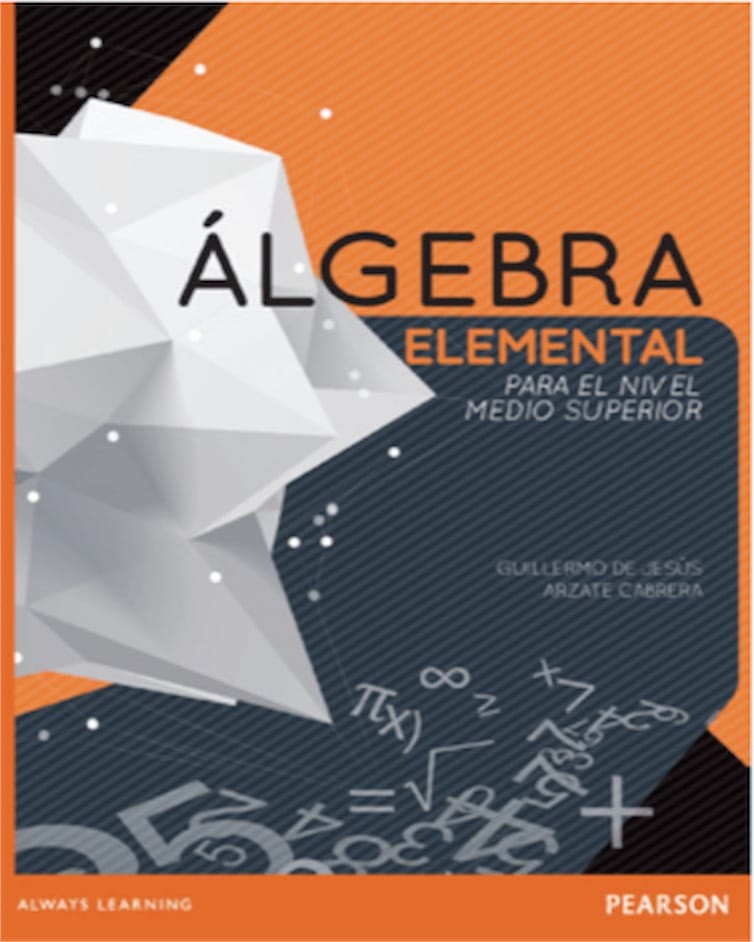 ÁLGEBRA
ELEMENTAL
PARA EL NIVEL
MEDIO SUPERIOR
GUILLERMO DE JESÚS
ARZATE CABRERA
ALWAYS LEARNING PEARSON